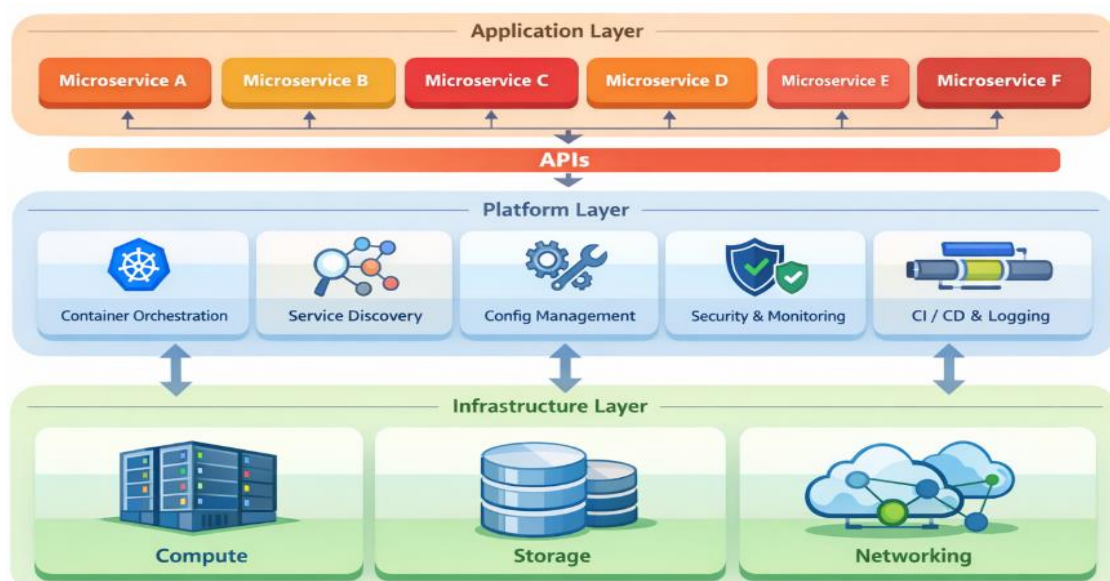 Application Layer
Microservice A
Microservice B
Microservice C
Microservice D
Microservice E
Microservice F
APIs
Platform Layer
Container Orchestration
Service Discovery
Config Management
Security & Monitoring
CI / CD & Logging
Infrastructure Layer
Compute
Storage
Networking